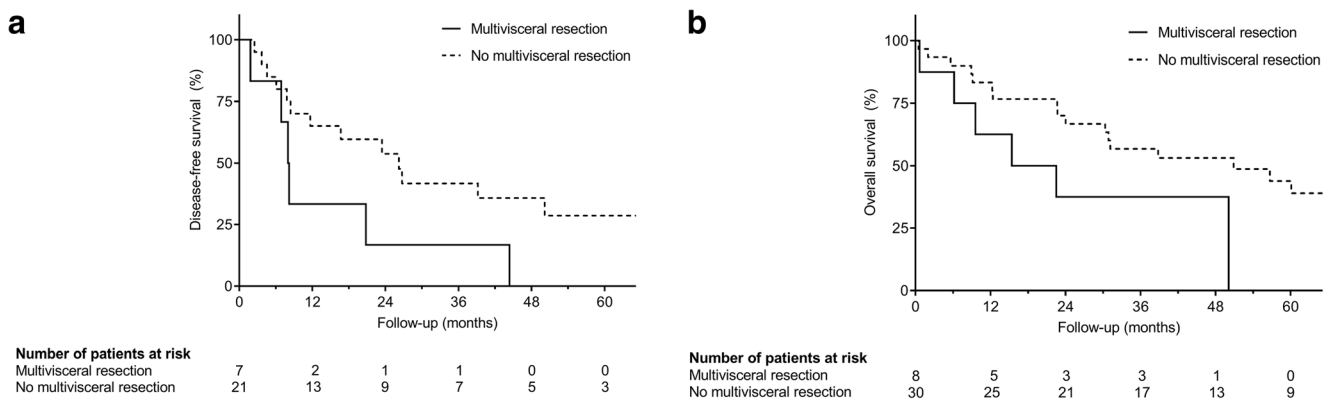 a
Disease-free survival (%)
100
75
50
25
0
Multivisceral resection
No multivisceral resection
0 12 24 36 48 60
Follow-up (months)
Number of patients at risk
Multivisceral resection 7 2 1 1 0 0
No multivisceral resection 21 13 9 7 5 3
b
Overall survival (%)
100
75
50
25
0
Multivisceral resection
No multivisceral resection
0 12 24 36 48 60
Follow-up (months)
Number of patients at risk
Multivisceral resection 8 5 3 3 1 0
No multivisceral resection 30 25 21 17 13 9